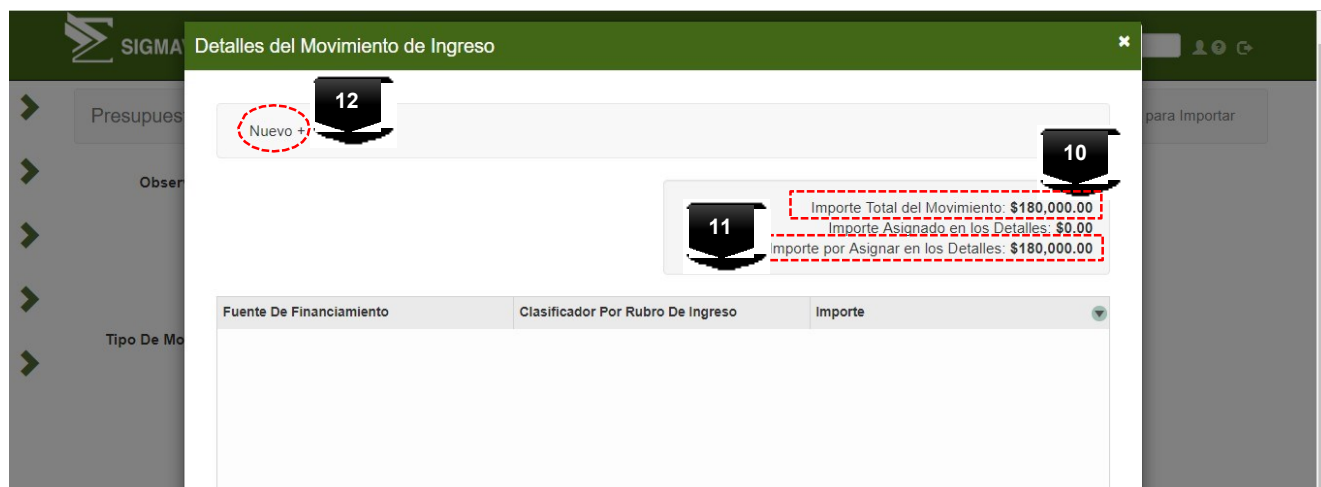 SIGMA
Detalles del Movimiento de Ingreso
12
Presupues
Nuevo +
para Importar
10
Obser
Importe Total del Movimiento: $180,000.00
11
Importe Asignado en los Detalles: $0.00
Importe por Asignar en los Detalles: $180,000.00
Fuente De Financiamiento
Clasificador Por Rubro De Ingreso
Importe
Tipo De Mo